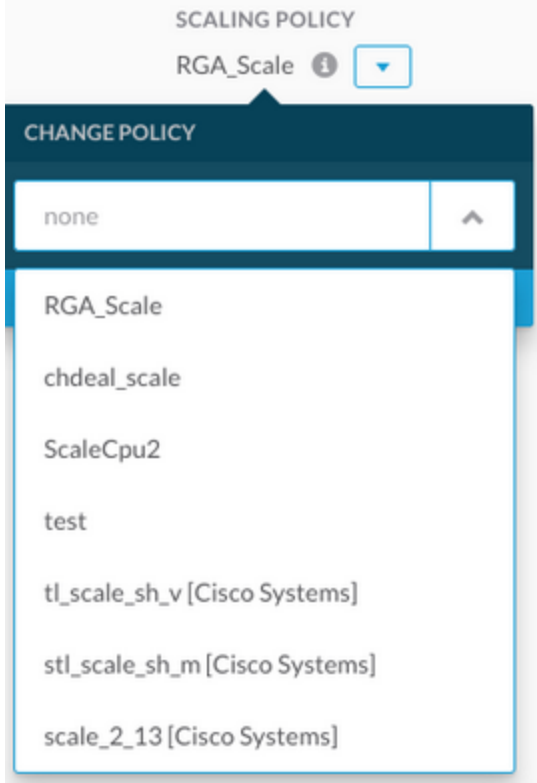 SCALING POLICY
RGA_Scale
CHANGE POLICY
none
RGA_Scale
chdeal_scale
ScaleCpu2
test
tl_scale_sh_v [Cisco Systems]
stl_scale_sh_m [Cisco Systems]
scale_2_13 [Cisco Systems]